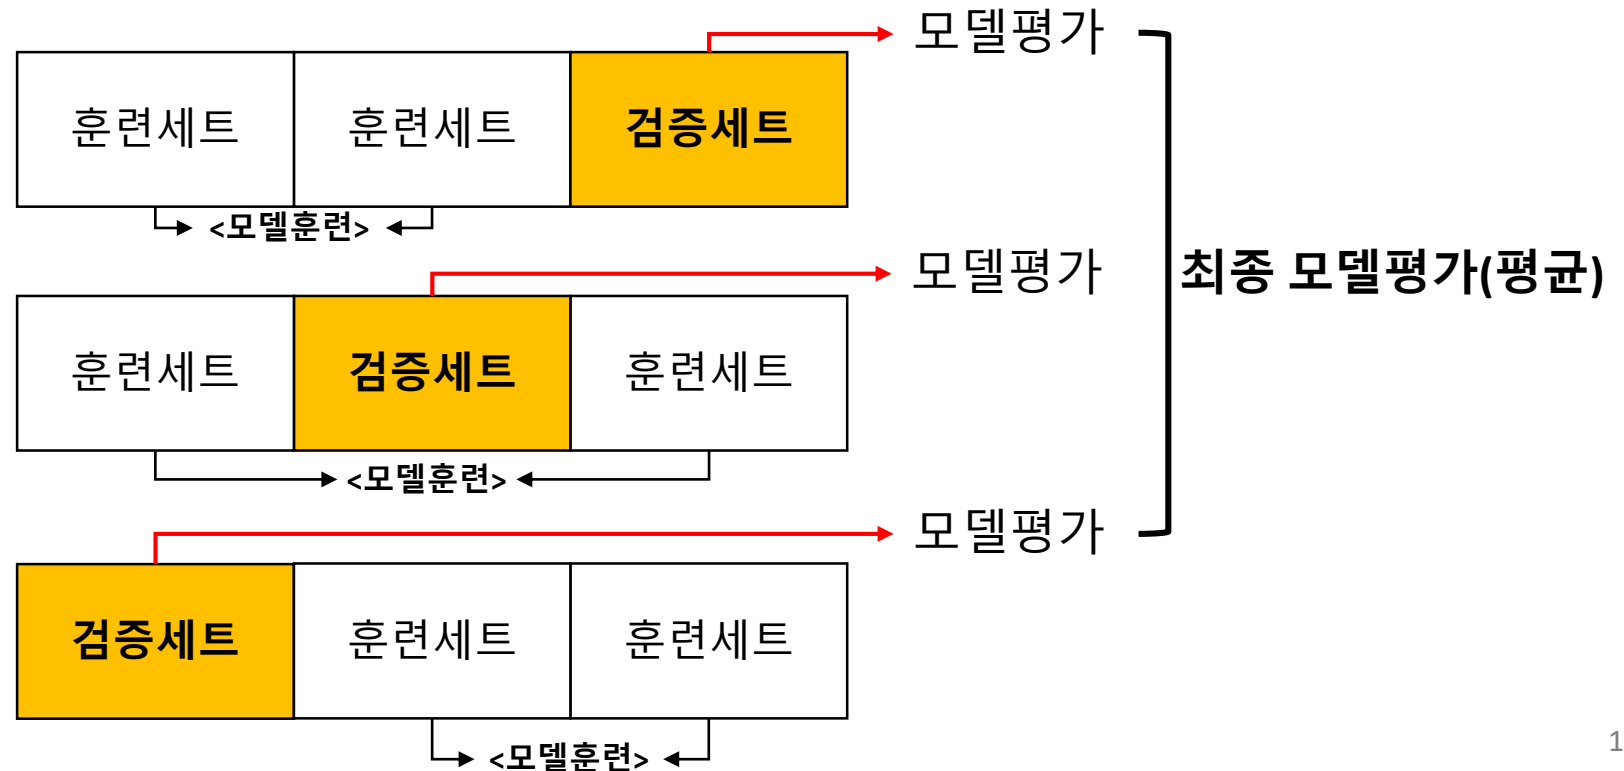 모델평가
훈련세트 훈련세트 검증세트
<모델훈련>
모델평가
최종 모델평가(평균)
훈련세트 검증세트 훈련세트
<모델훈련>
모델평가
검증세트 훈련세트 훈련세트
<모델훈련>
1